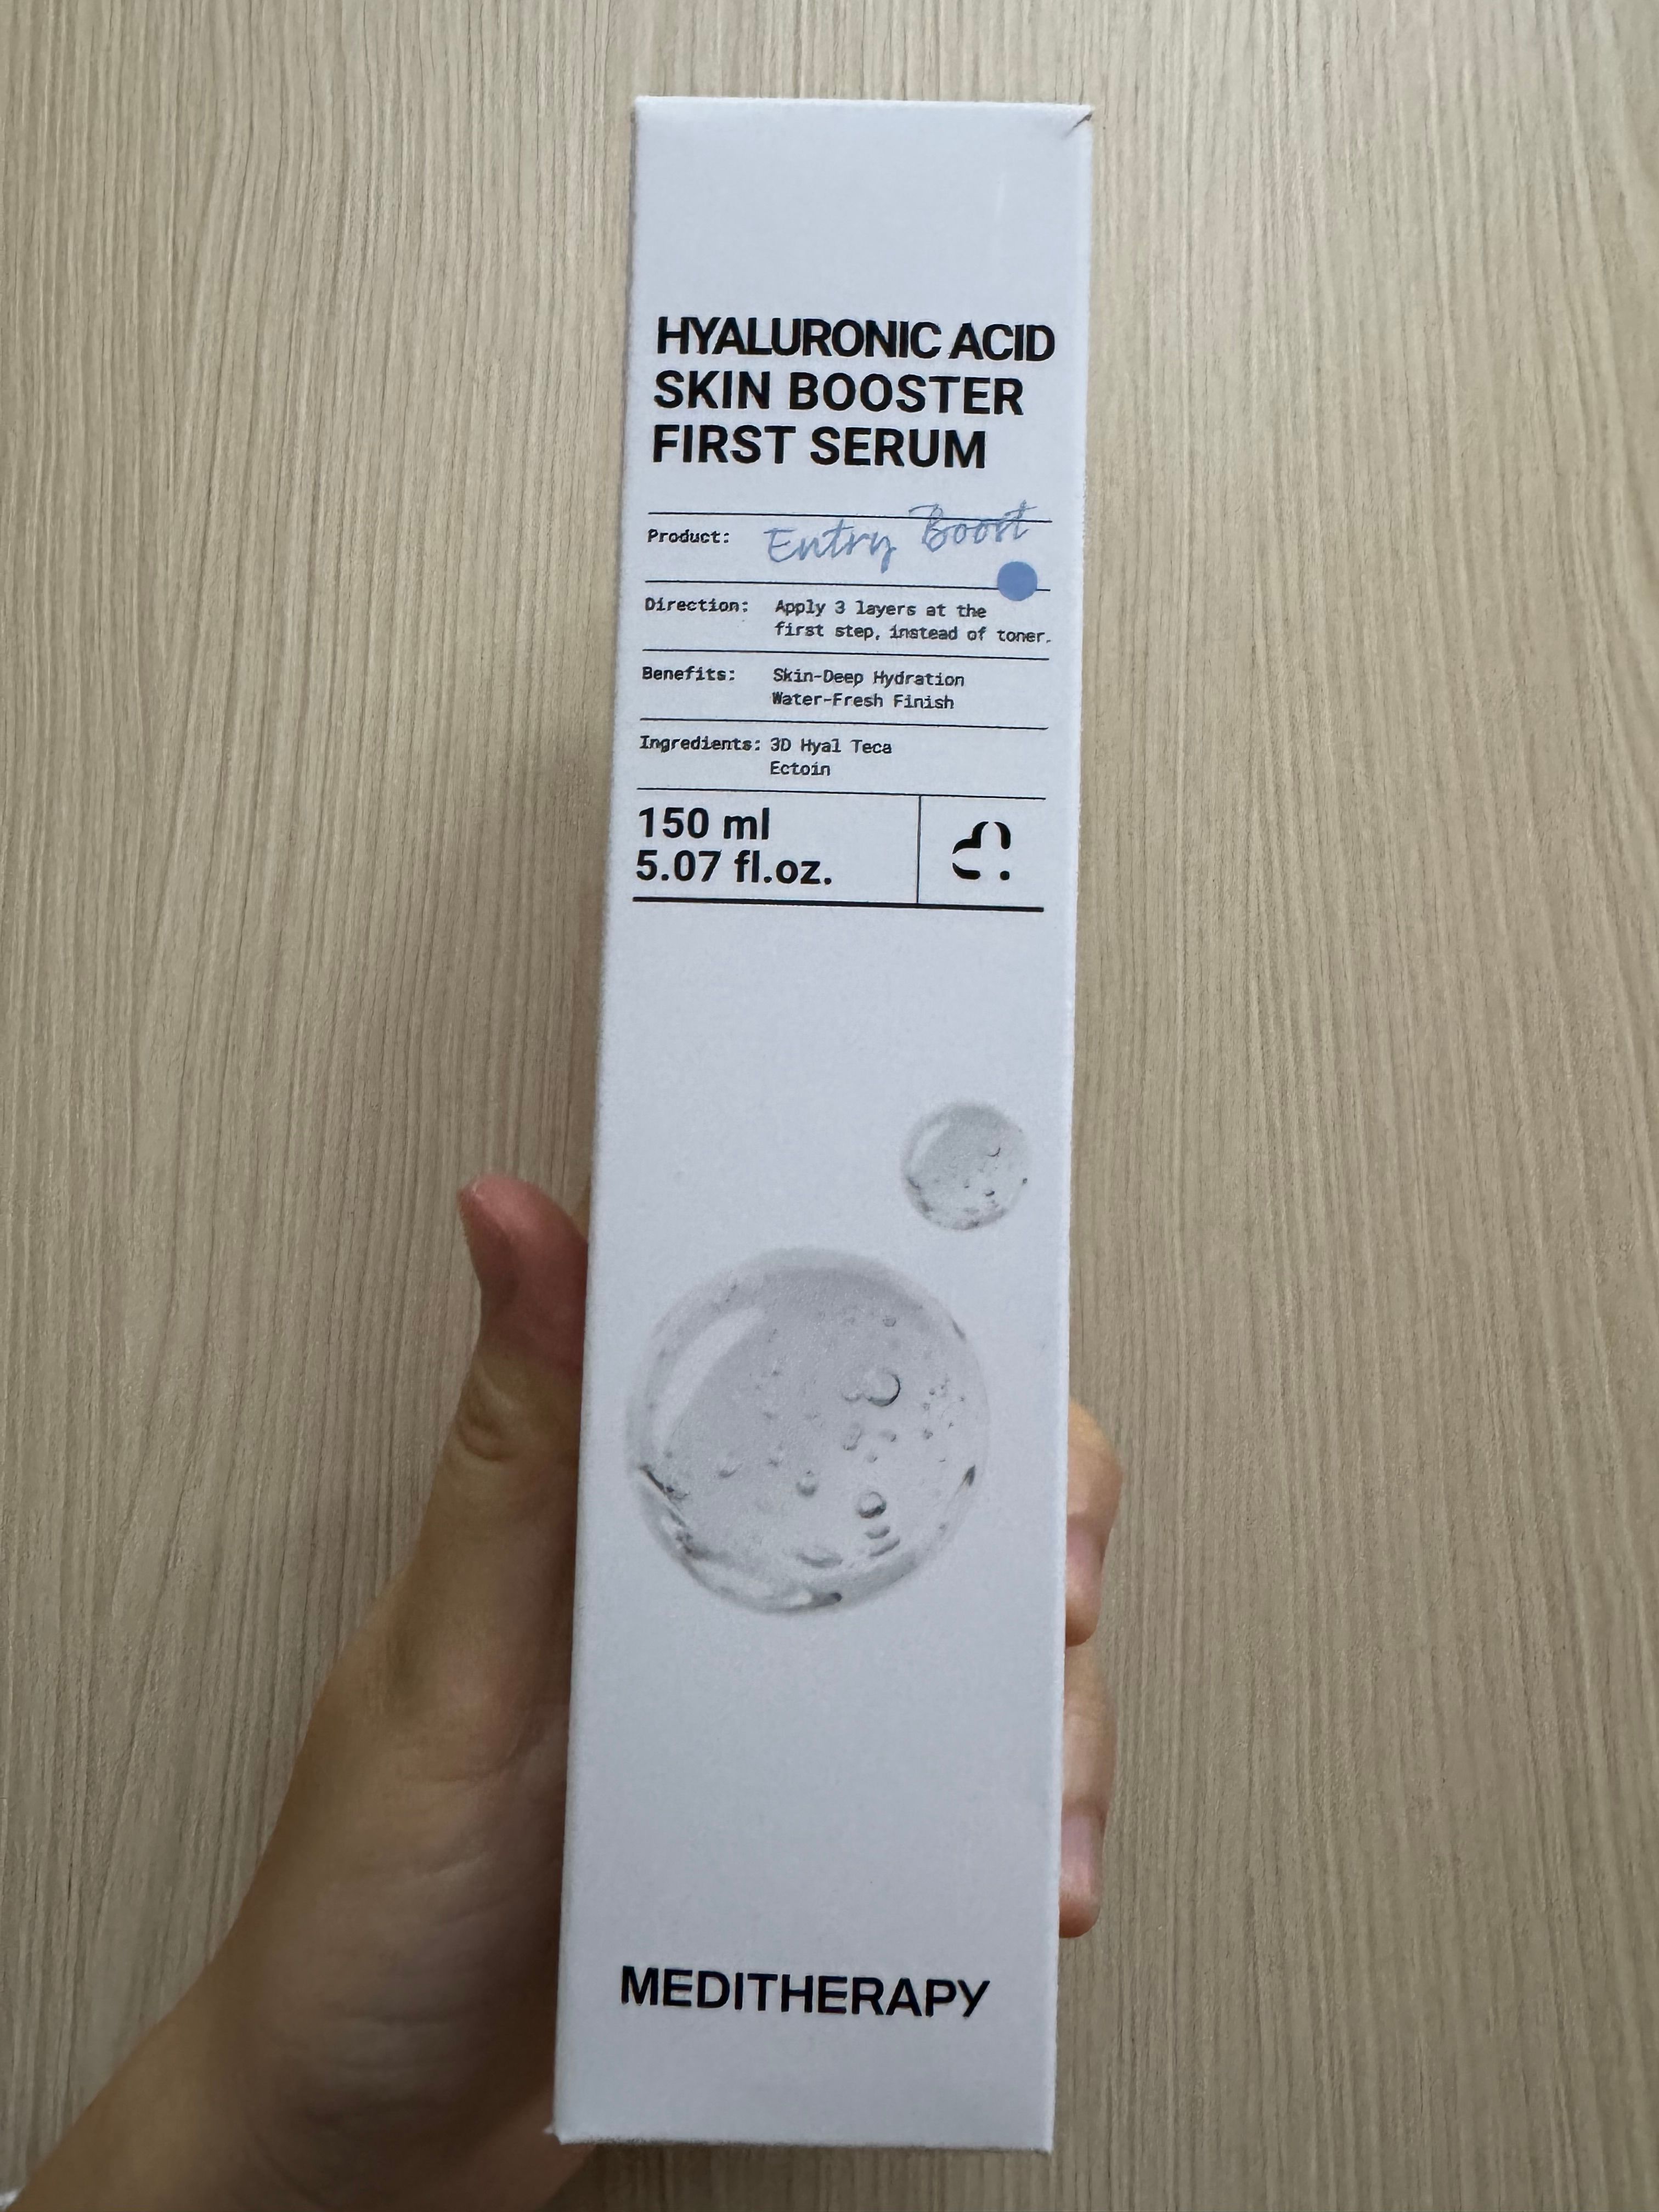 HYALURONIC ACID
SKIN BOOSTER
FIRST SERUM
Product: Entry Boost
Direction: Apply 3 layers at the
first step, instead of toner.
Benefits: Skin-Deep Hydration
Water-Fresh Finish
Ingredients: 3D Hyal Teca
Ectoin
150 ml
5.07 fl.oz.
MEDITHERAPY